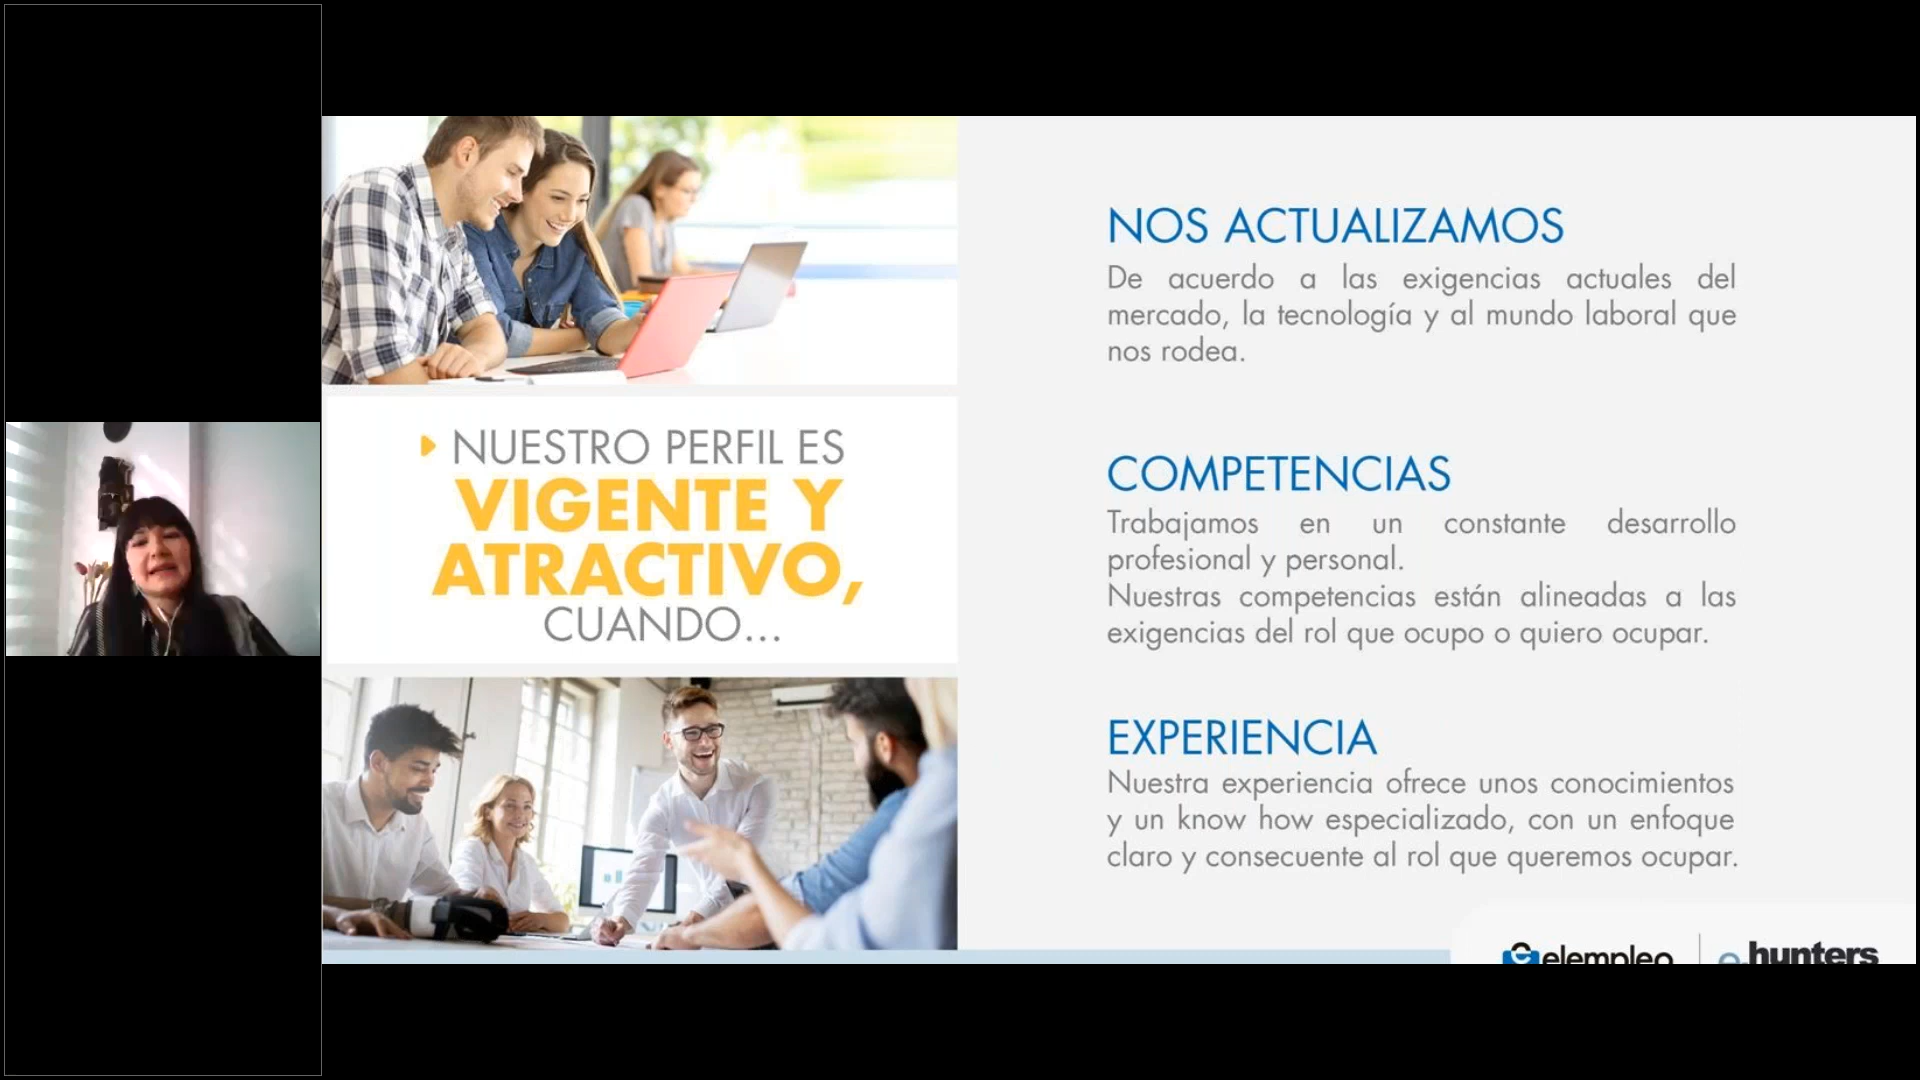 NUESTRO PERFIL ES
VIGENTE Y
ATRACTIVO,
CUANDO...
NOS ACTUALIZAMOS
De acuerdo a las exigencias actuales del
mercado, la tecnología y al mundo laboral que
nos rodea.
COMPETENCIAS
Trabajamos en un constante desarrollo
profesional y personal.
Nuestras competencias están alineadas a las
exigencias del rol que ocupo o quiero ocupar.
EXPERIENCIA
Nuestra experiencia ofrece unos conocimientos
y un know how especializado, con un enfoque
claro y consecuente al rol que queremos ocupar.
elempleo
e-hunters